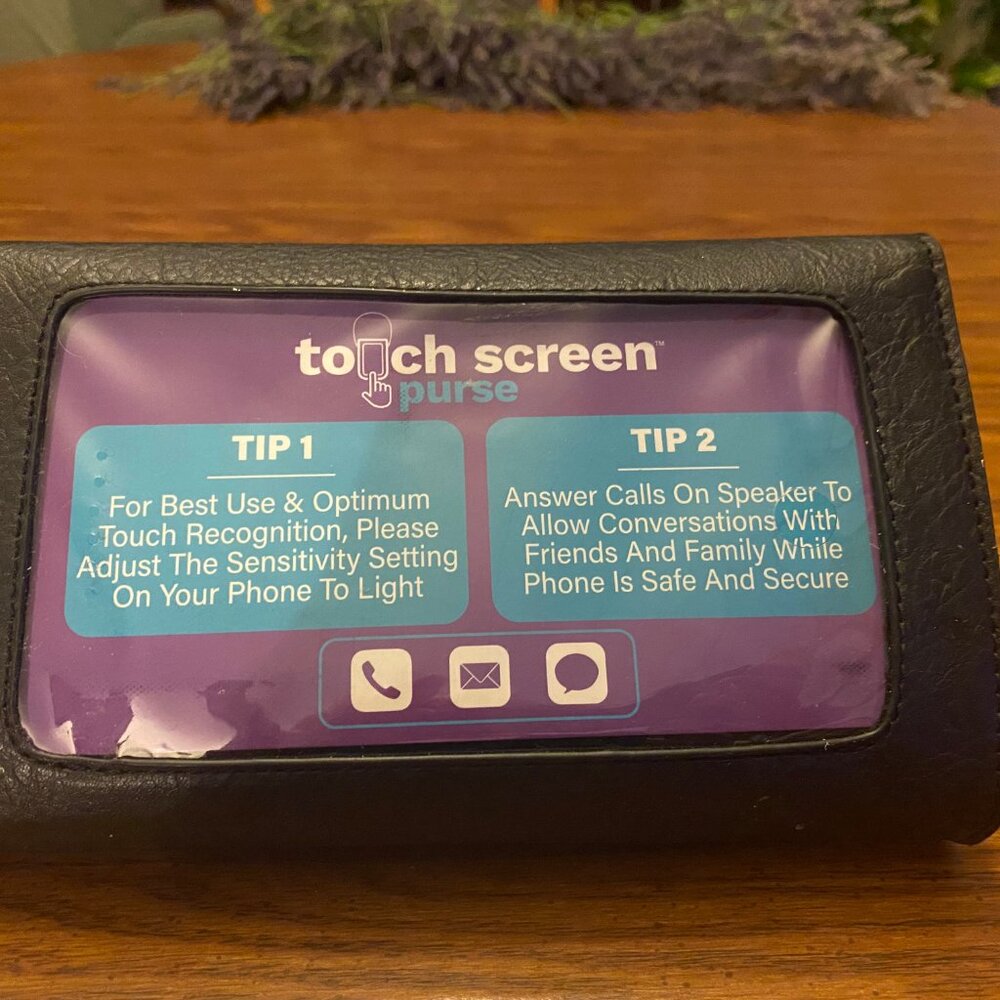 touch screen™
purse
TIP 1
For Best Use & Optimum
Touch Recognition, Please
Adjust The Sensitivity Setting
On Your Phone To Light
TIP 2
Answer Calls On Speaker To
Allow Conversations With
Friends And Family While
Phone Is Safe And Secure